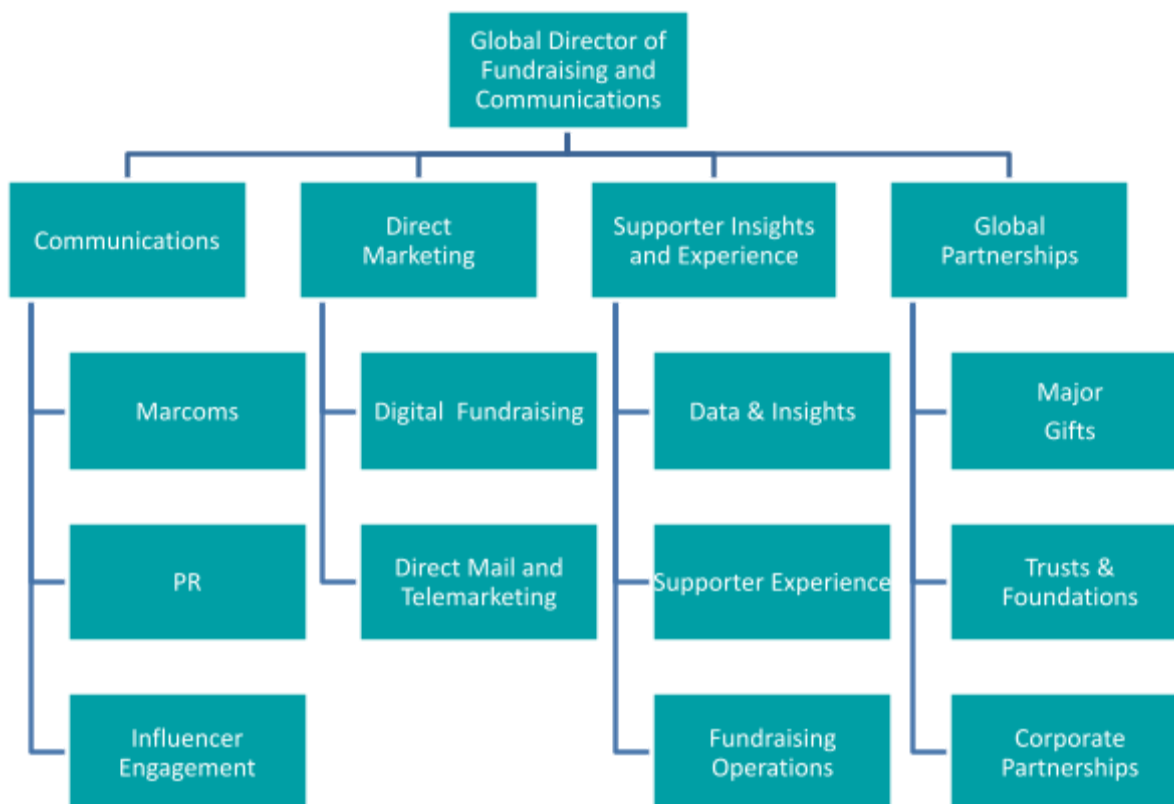 Global Director of
Fundraising and
Communications
Communications
Direct
Marketing
Supporter Insights
and Experience
Global
Partnerships
Marcoms
Digital  Fundraising
Data & Insights
Major
Gifts
PR
Direct Mail and
Telemarketing
Supporter Experience
Trusts &
Foundations
Influencer
Engagement
Fundraising
Operations
Corporate
Partnerships